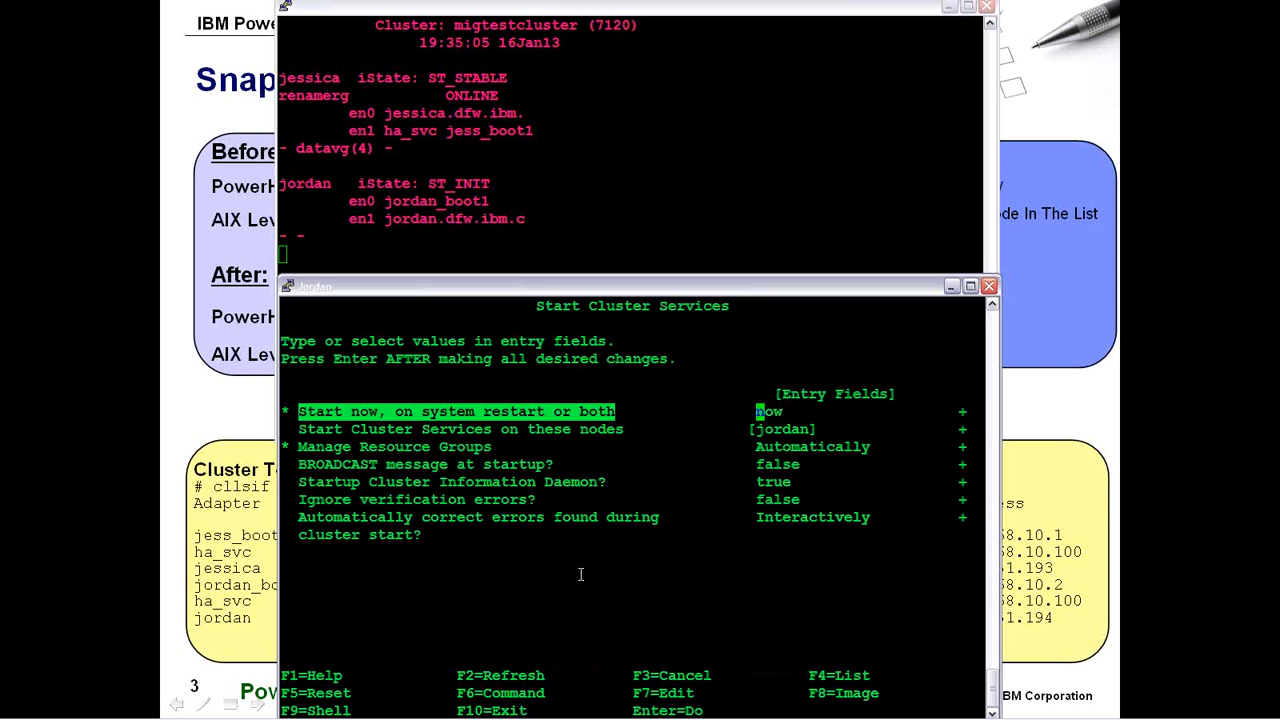 IBM Powe
Snap
Cluster: migtestcluster (7120)
19:35:05 16Jan13
jessica iState: ST_STABLE
renamerg ONLINE
en0 jessica.dfw.ibm.
en1 ha_svc jess_boot1
- datavg(4) -
jordan iState: ST_INIT
en0 jordan_boot1
en1 jordan.dfw.ibm.c
- -
Before
PowerH
AIX Lev
After:
PowerH
AIX Lev
de In The List
Jordan
Start Cluster Services
Type or select values in entry fields.
Press Enter AFTER making all desired changes.
[Entry Fields]
* Start now, on system restart or both now +
Start Cluster Services on these nodes [jordan] +
* Manage Resource Groups Automatically +
BROADCAST message at startup? false +
Startup Cluster Information Daemon? true +
Ignore verification errors? false +
Automatically correct errors found during Interactively +
cluster start?
F1=Help F2=Refresh F3=Cancel F4=List
F5=Reset F6=Command F7=Edit F8=Image
F9=Shell F10=Exit Enter=Do
Cluster To
# cllsif
Adapter
jess_boot
ha_svc
jessica
jordan_bo
ha_svc
jordan
ess
8.10.1
8.10.100
1.193
8.10.2
8.10.100
1.194
3
Pow
BM Corporation